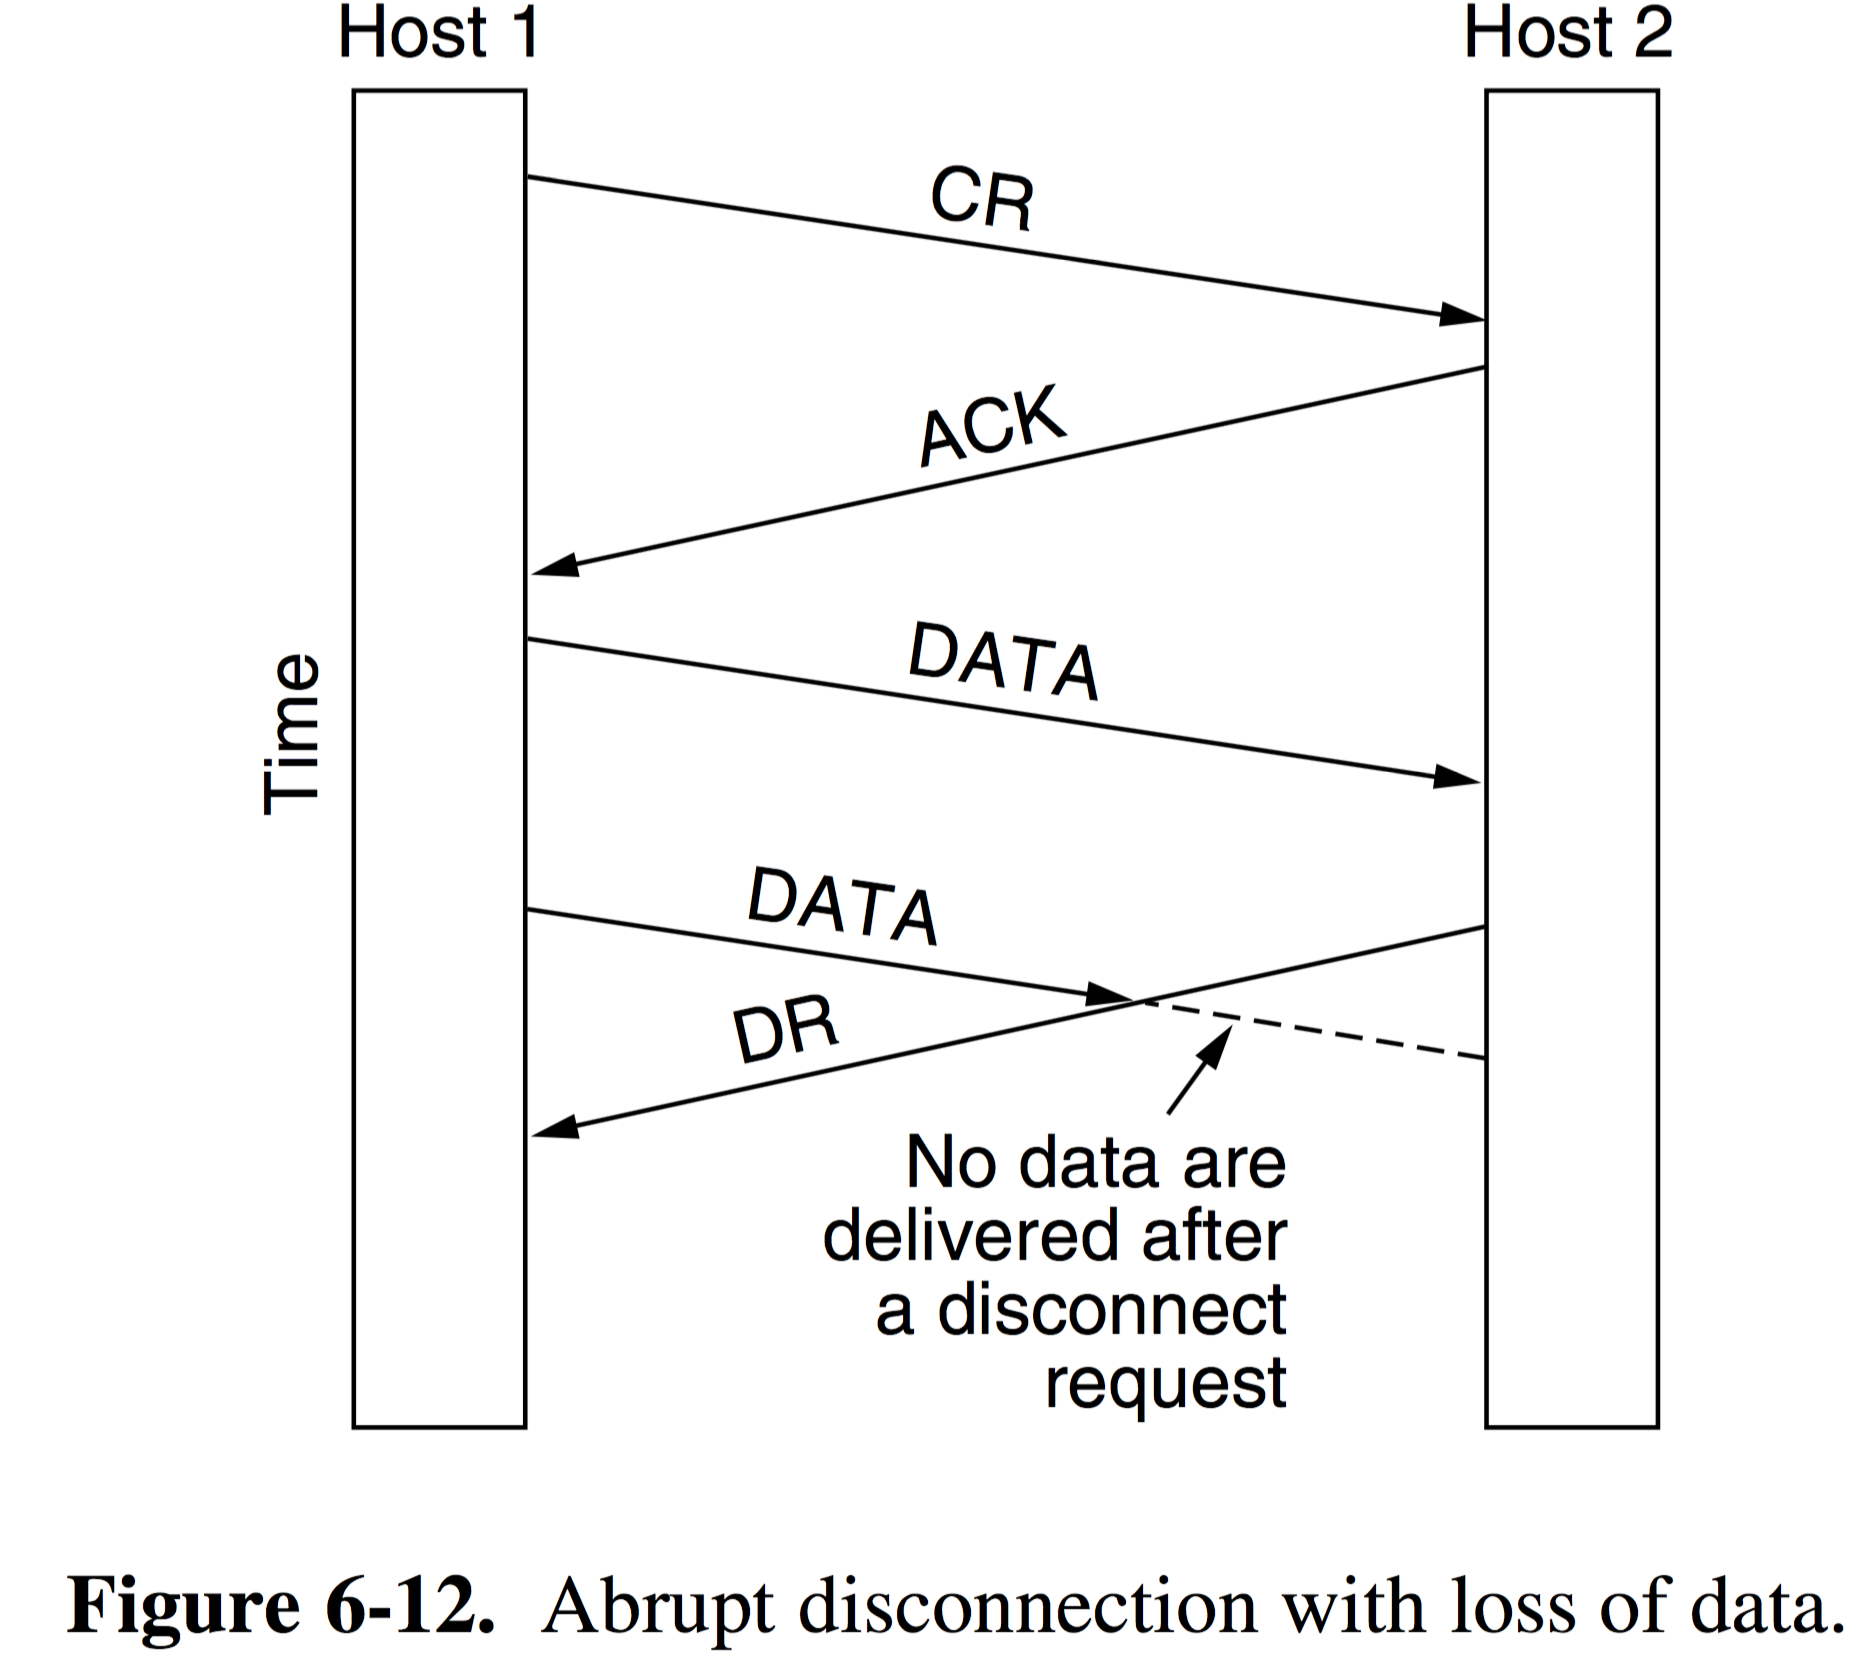 Host 1
Host 2
CR
ACK
DATA
Time
DATA
DR
No data are
delivered after
a disconnect
request
Figure 6-12. Abrupt disconnection with loss of data.